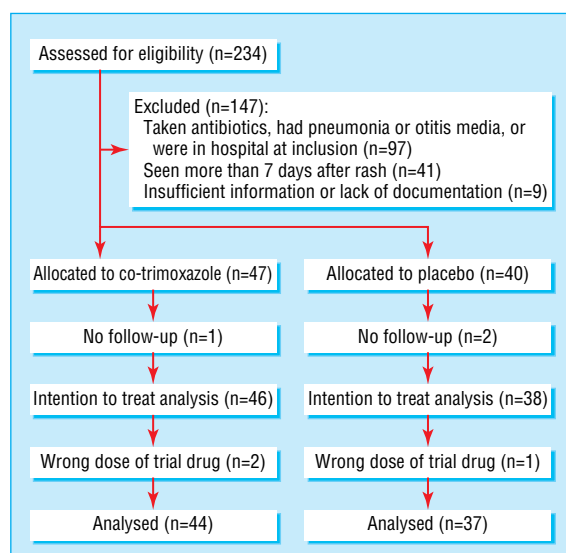 Assessed for eligibility (n=234)
Excluded (n=147):
Taken antibiotics, had pneumonia or otitis media, or
were in hospital at inclusion (n=97)
Seen more than 7 days after rash (n=41)
Insufficient information or lack of documentation (n=9)
Allocated to co-trimoxazole (n=47)
Allocated to placebo (n=40)
No follow-up (n=1)
No follow-up (n=2)
Intention to treat analysis (n=46)
Intention to treat analysis (n=38)
Wrong dose of trial drug (n=2)
Wrong dose of trial drug (n=1)
Analysed (n=44)
Analysed (n=37)